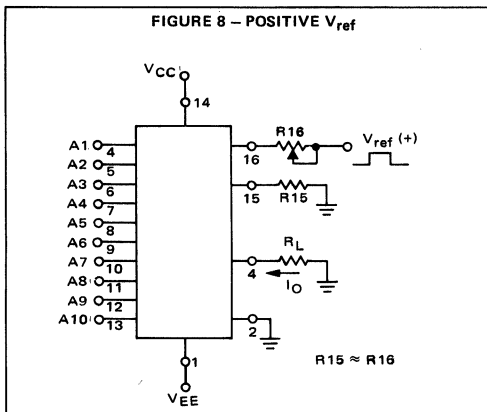 FIGURE 8 – POSITIVE Vref
VCC
14
A1
4
A2
5
A3
6
A4
7
A5
8
A6
9
A7
10
A8
11
A9
12
A10
13
R16
16
Vref (+)
15
R15
RL
4
IO
2
1
VEE
R15 ≈ R16